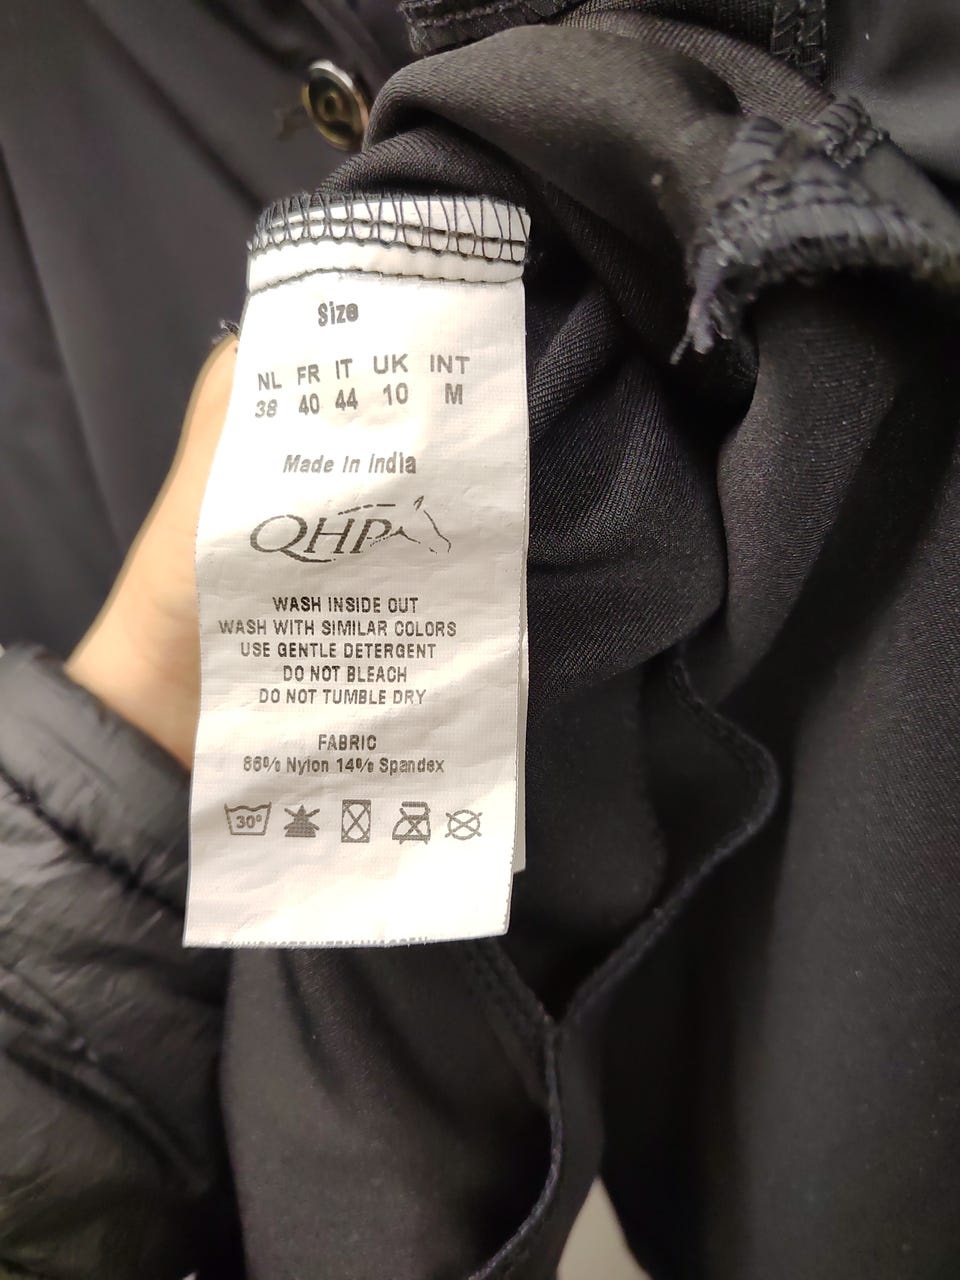 Size
NL FR IT UK INT
38 40 44 10 M
Made in India
QHP
WASH INSIDE OUT
WASH WITH SIMILAR COLORS
USE GENTLE DETERGENT
DO NOT BLEACH
DO NOT TUMBLE DRY
FABRIC
86% Nylon 14% Spandex
30°